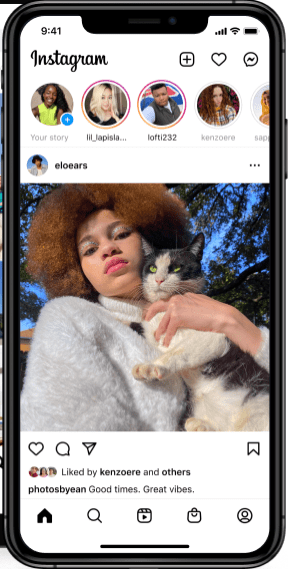 9:41
Instagram
Your story lil_lapisla... lofti232 kenzoere sapp
eloears
Liked by kenzoere and others
photosbyean Good times. Great vibes.